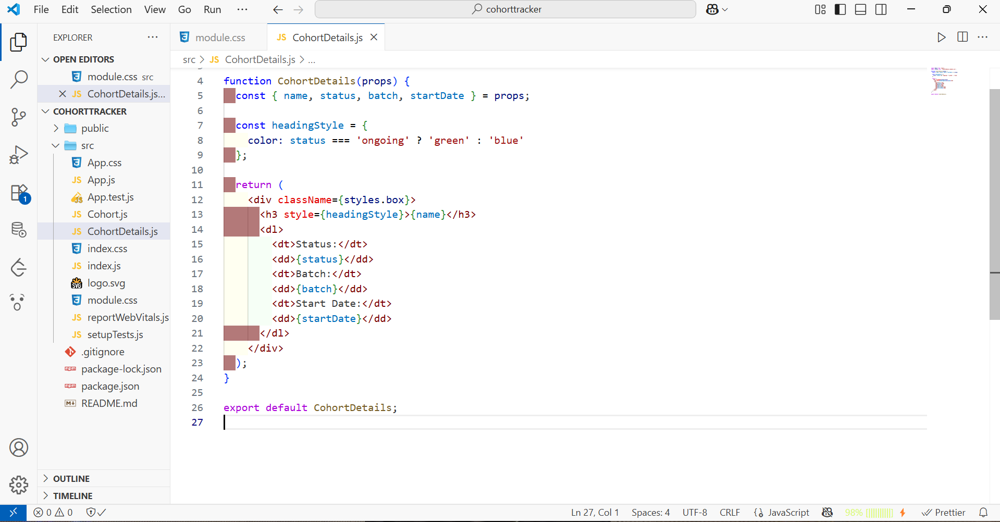 File Edit Selection View Go Run ··· cohorttracker
EXPLORER ···
OPEN EDITORS
module.css src
CohortDetails.js...
COHORTTRACKER
public
src
App.css
App.js
App.test.js
Cohort.js
CohortDetails.js
index.css
index.js
logo.svg
module.css
reportWebVitals.js
setupTests.js
.gitignore
package-lock.json
package.json
README.md
OUTLINE
TIMELINE
1
module.css JS CohortDetails.js
src > JS CohortDetails.js > ...
4 function CohortDetails(props) {
5 const { name, status, batch, startDate } = props;
6
7 const headingStyle = {
8 color: status === 'ongoing' ? 'green' : 'blue'
9 };
10
11 return (
12 <div className={styles.box}>
13 <h3 style={headingStyle}>{name}</h3>
14 <dl>
15 <dt>Status:</dt>
16 <dd>{status}</dd>
17 <dt>Batch:</dt>
18 <dd>{batch}</dd>
19 <dt>Start Date:</dt>
20 <dd>{startDate}</dd>
21 </dl>
22 </div>
23 );
24 }
25
26 export default CohortDetails;
27
0 0 Ln 27, Col 1 Spaces: 4 UTF-8 CRLF {} JavaScript 98% Prettier